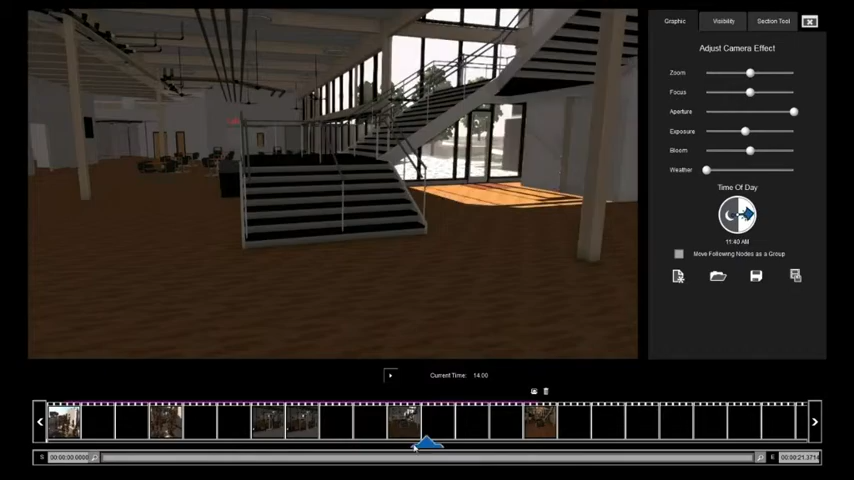 Graphic Visibility Section Tool
Adjust Camera Effect
Zoom
Focus
Aperture
Exposure
Bloom
Weather
Time Of Day
11:40 AM
Move Following Nodes as a Group
Current Time: 14.00
S 00:00:00.0000
E 00:00:21.3714